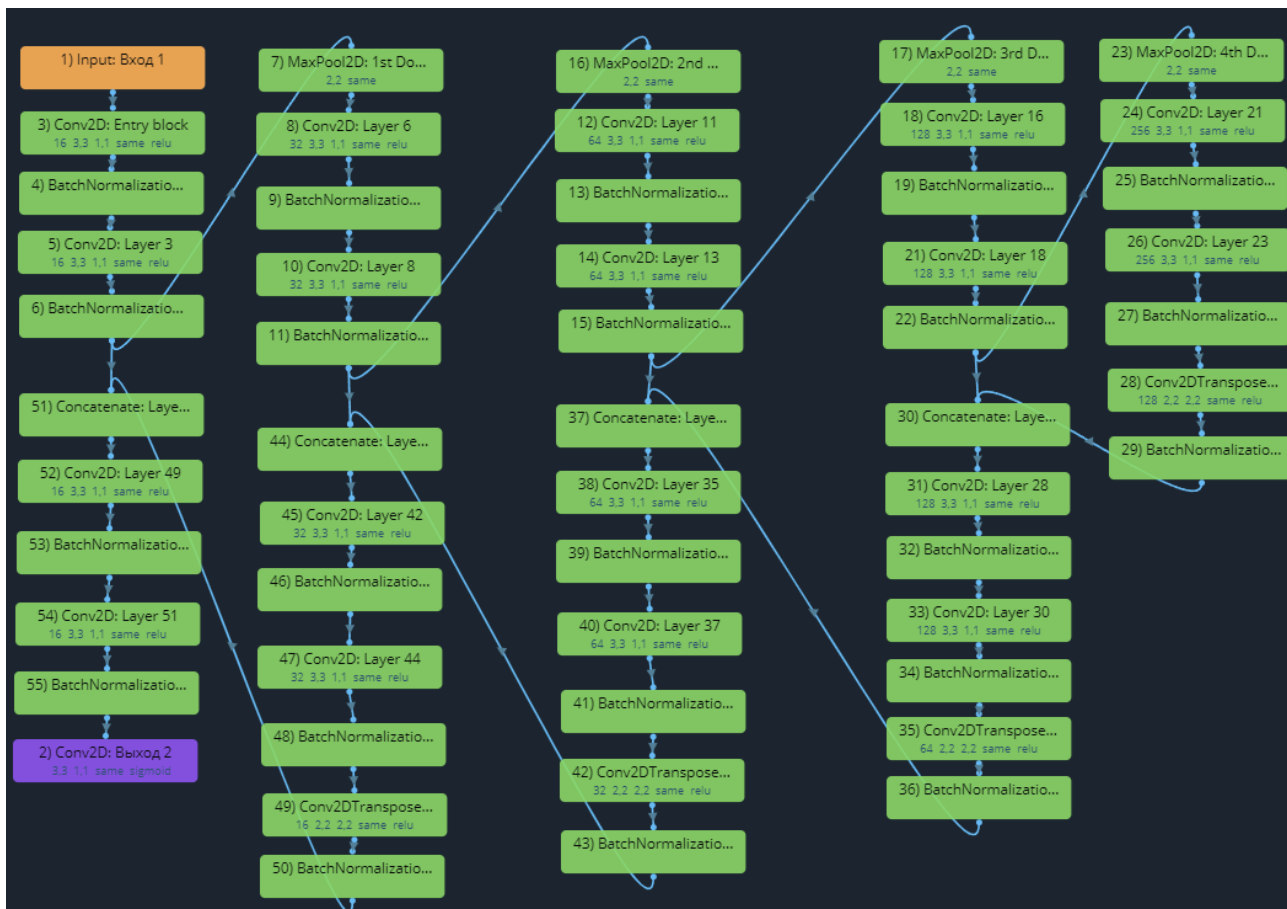 1) Input: Вход 1
3) Conv2D: Entry block
16 3,3 1,1 same relu
4) BatchNormalizatio...
5) Conv2D: Layer 3
16 3,3 1,1 same relu
6) BatchNormalizatio...
51) Concatenate: Laye...
52) Conv2D: Layer 49
16 3,3 1,1 same relu
53) BatchNormalizatio...
54) Conv2D: Layer 51
16 3,3 1,1 same relu
55) BatchNormalizatio...
2) Conv2D: Выход 2
3,3 1,1 same sigmoid
7) MaxPool2D: 1st Do...
2,2 same
8) Conv2D: Layer 6
32 3,3 1,1 same relu
9) BatchNormalizatio...
10) Conv2D: Layer 8
32 3,3 1,1 same relu
11) BatchNormalizatio...
44) Concatenate: Laye...
45) Conv2D: Layer 42
32 3,3 1,1 same relu
46) BatchNormalizatio...
47) Conv2D: Layer 44
32 3,3 1,1 same relu
48) BatchNormalizatio...
49) Conv2DTranspose...
16 2,2 2,2 same relu
50) BatchNormalizatio...
16) MaxPool2D: 2nd ...
2,2 same
12) Conv2D: Layer 11
64 3,3 1,1 same relu
13) BatchNormalizatio...
14) Conv2D: Layer 13
64 3,3 1,1 same relu
15) BatchNormalizatio...
37) Concatenate: Laye...
38) Conv2D: Layer 35
64 3,3 1,1 same relu
39) BatchNormalizatio...
40) Conv2D: Layer 37
64 3,3 1,1 same relu
41) BatchNormalizatio...
42) Conv2DTranspose...
32 2,2 2,2 same relu
43) BatchNormalizatio...
17) MaxPool2D: 3rd D...
2,2 same
18) Conv2D: Layer 16
128 3,3 1,1 same relu
19) BatchNormalizatio...
21) Conv2D: Layer 18
128 3,3 1,1 same relu
22) BatchNormalizatio...
30) Concatenate: Laye...
31) Conv2D: Layer 28
128 3,3 1,1 same relu
32) BatchNormalizatio...
33) Conv2D: Layer 30
128 3,3 1,1 same relu
34) BatchNormalizatio...
35) Conv2DTranspose...
64 2,2 2,2 same relu
36) BatchNormalizatio...
23) MaxPool2D: 4th D...
2,2 same
24) Conv2D: Layer 21
256 3,3 1,1 same relu
25) BatchNormalizatio...
26) Conv2D: Layer 23
256 3,3 1,1 same relu
27) BatchNormalizatio...
28) Conv2DTranspose...
128 2,2 2,2 same relu
29) BatchNormalizatio...